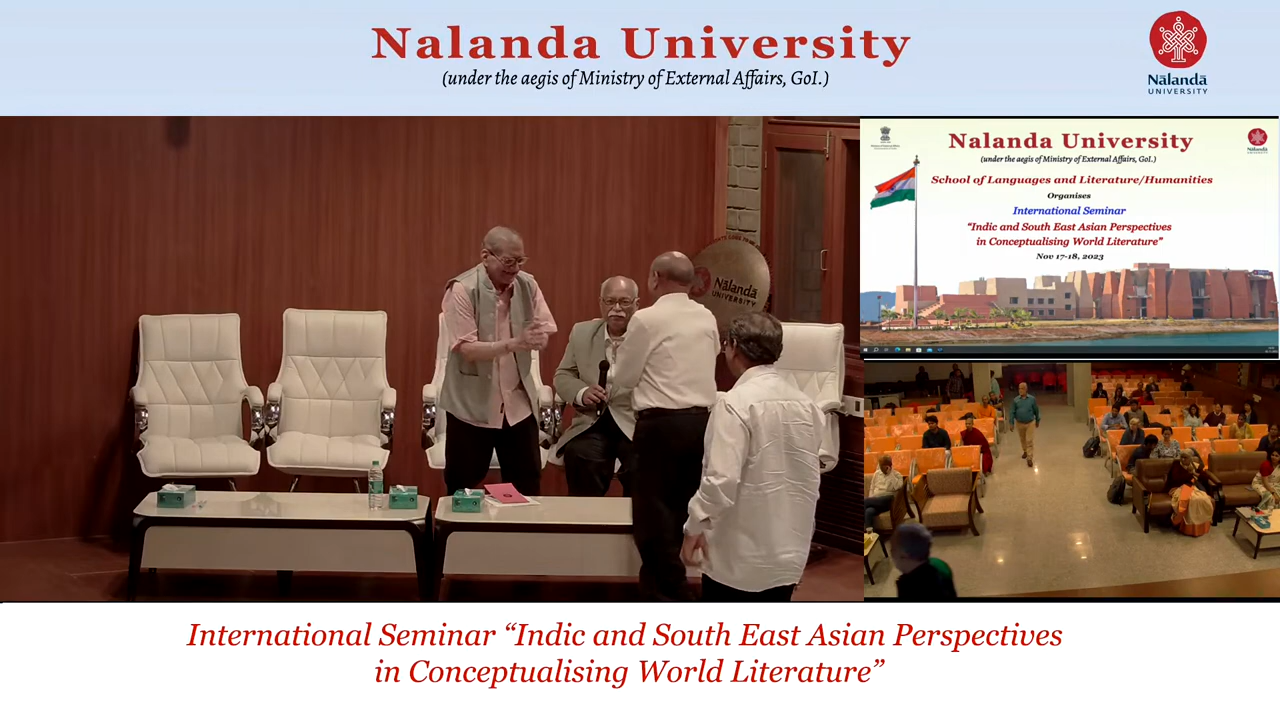 Nalanda University
(under the aegis of Ministry of External Affairs, GoI.)
Nālandā
UNIVERSITY
Nālandā
UNIVERSITY
Nalanda University
(under the aegis of Ministry of External Affairs, GoI.)
Nālandā
School of Languages and Literature/Humanities
Organises
International Seminar
“Indic and South East Asian Perspectives
in Conceptualising World Literature”
Nov 17-18, 2023
International Seminar “Indic and South East Asian Perspectives
in Conceptualising World Literature”